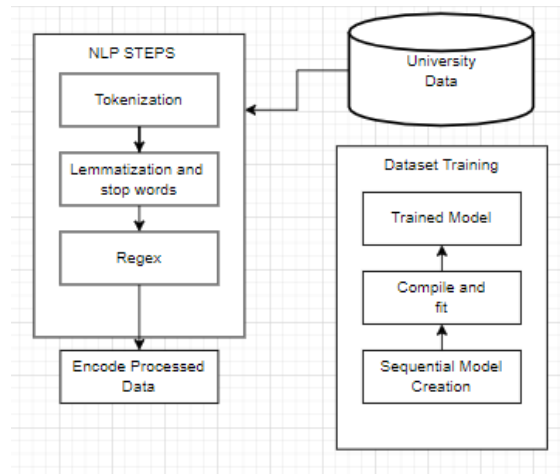 NLP STEPS
Tokenization
Lemmatization and
stop words
Regex
Encode Processed
Data
University
Data
Dataset Training
Trained Model
Compile and
fit
Sequential Model
Creation